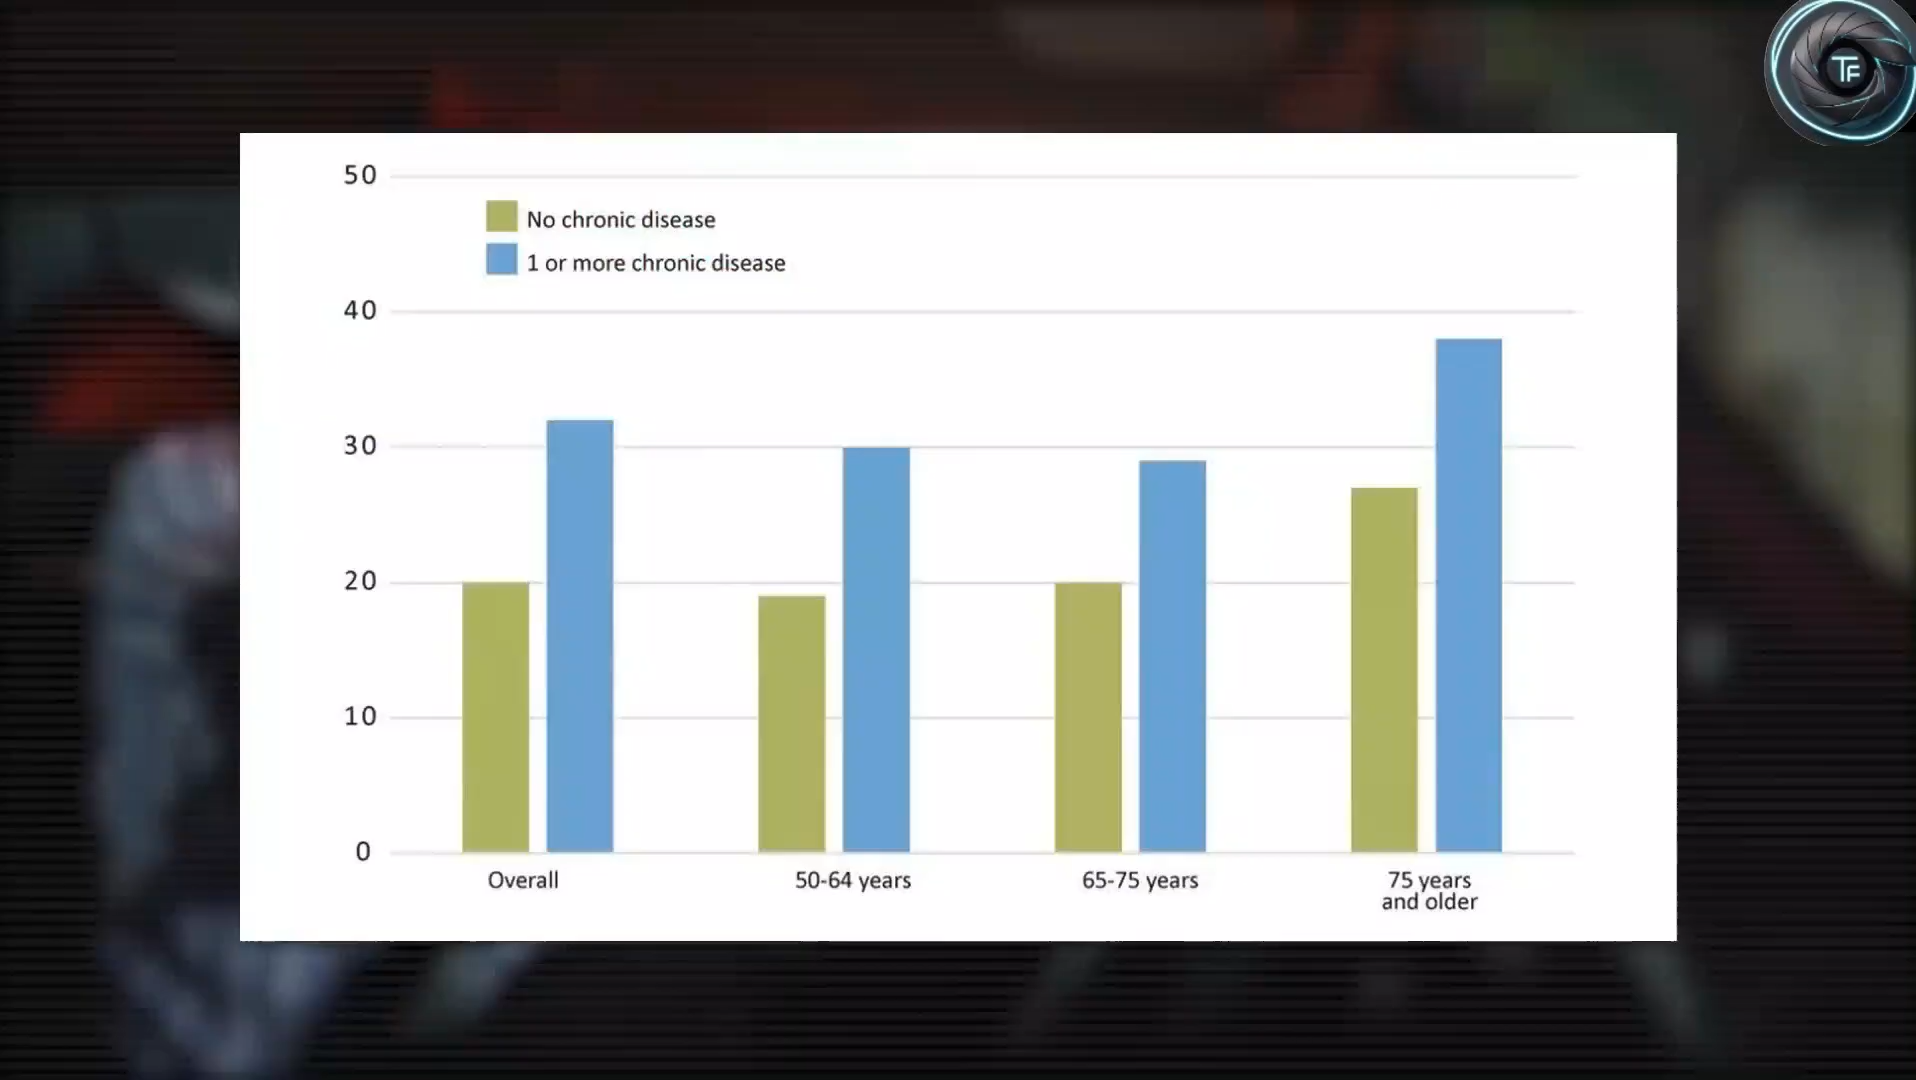 TF
50
No chronic disease
1 or more chronic disease
40
30
20
10
0
Overall
50-64 years
65-75 years
75 years
and older